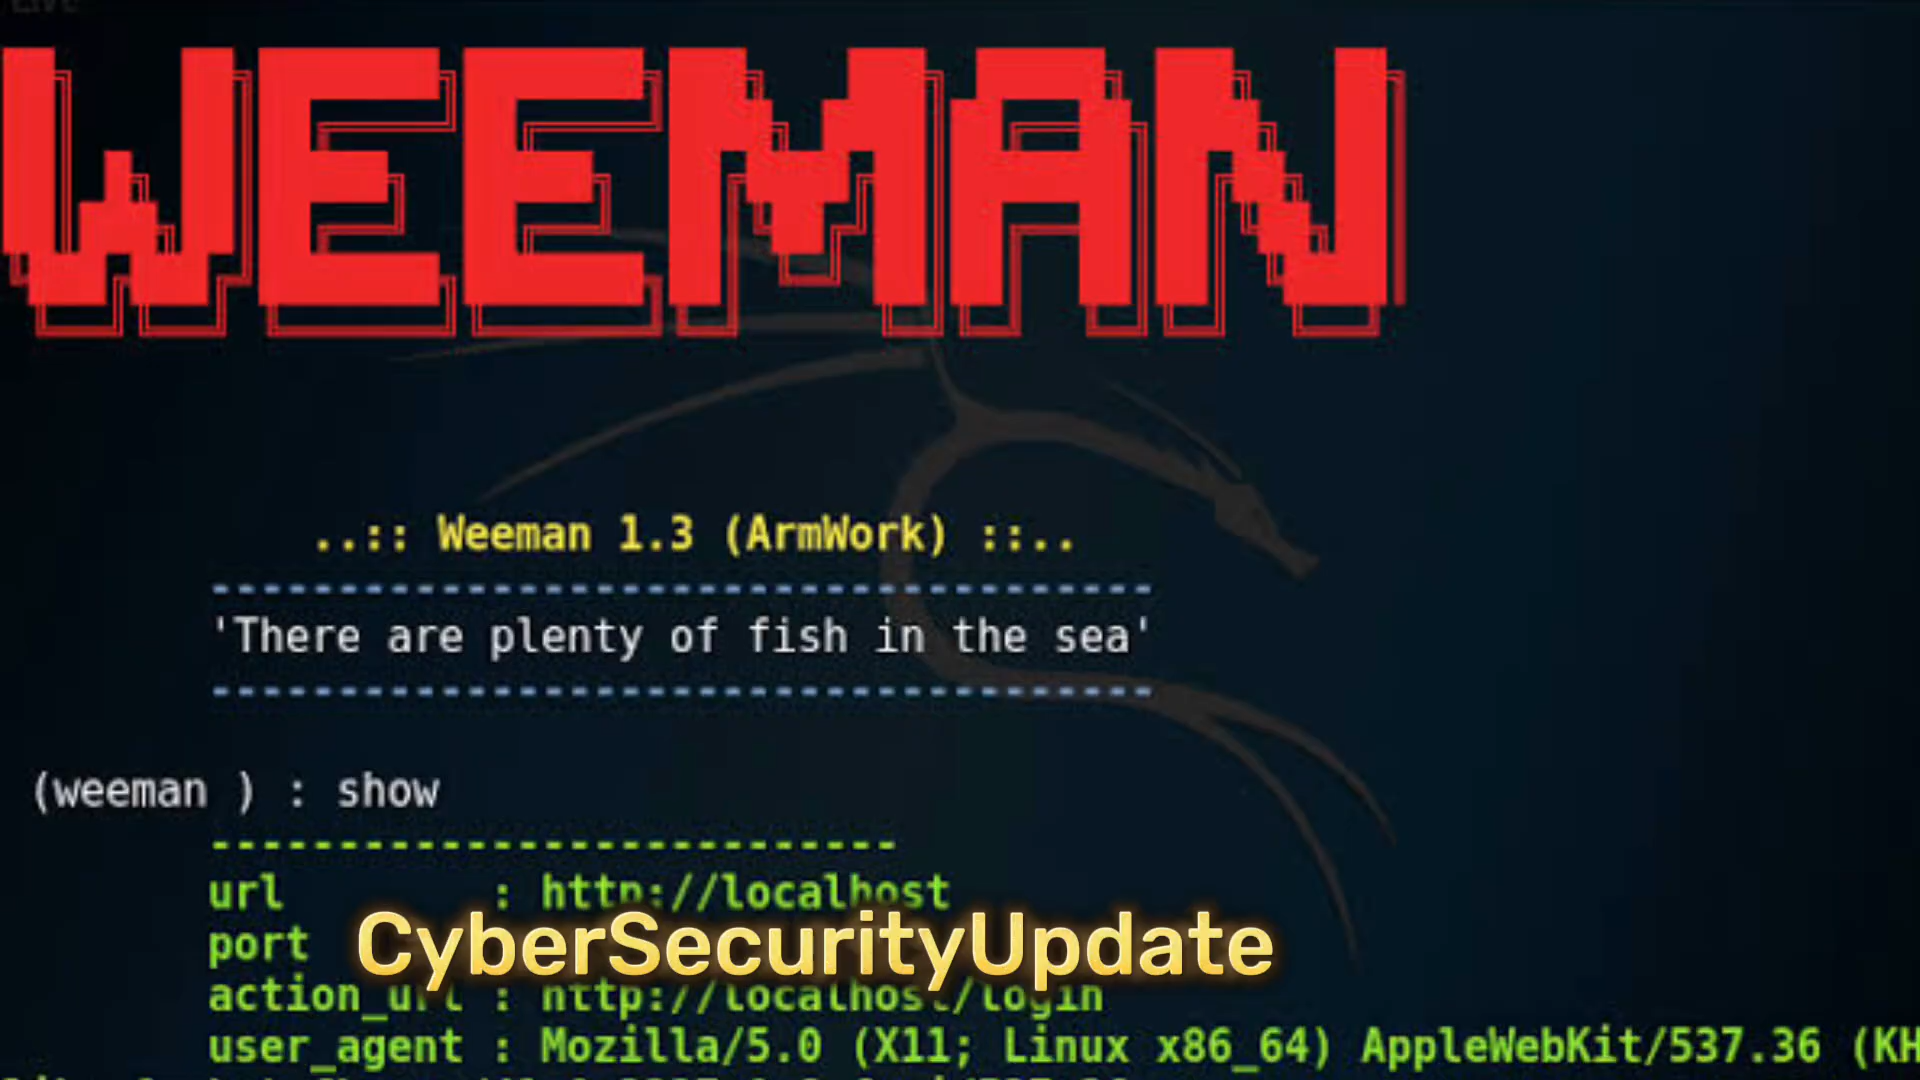 Live
WEEMAN
..:: Weeman 1.3 (ArmWork) ::..
---------------------------------------
'There are plenty of fish in the sea'
---------------------------------------
(weeman ) : show
---------------------------
url : http://localhost
CyberSecurityUpdate
port
action_url : http://localhost/login
user_agent : Mozilla/5.0 (X11; Linux x86_64) AppleWebKit/537.36 (KH